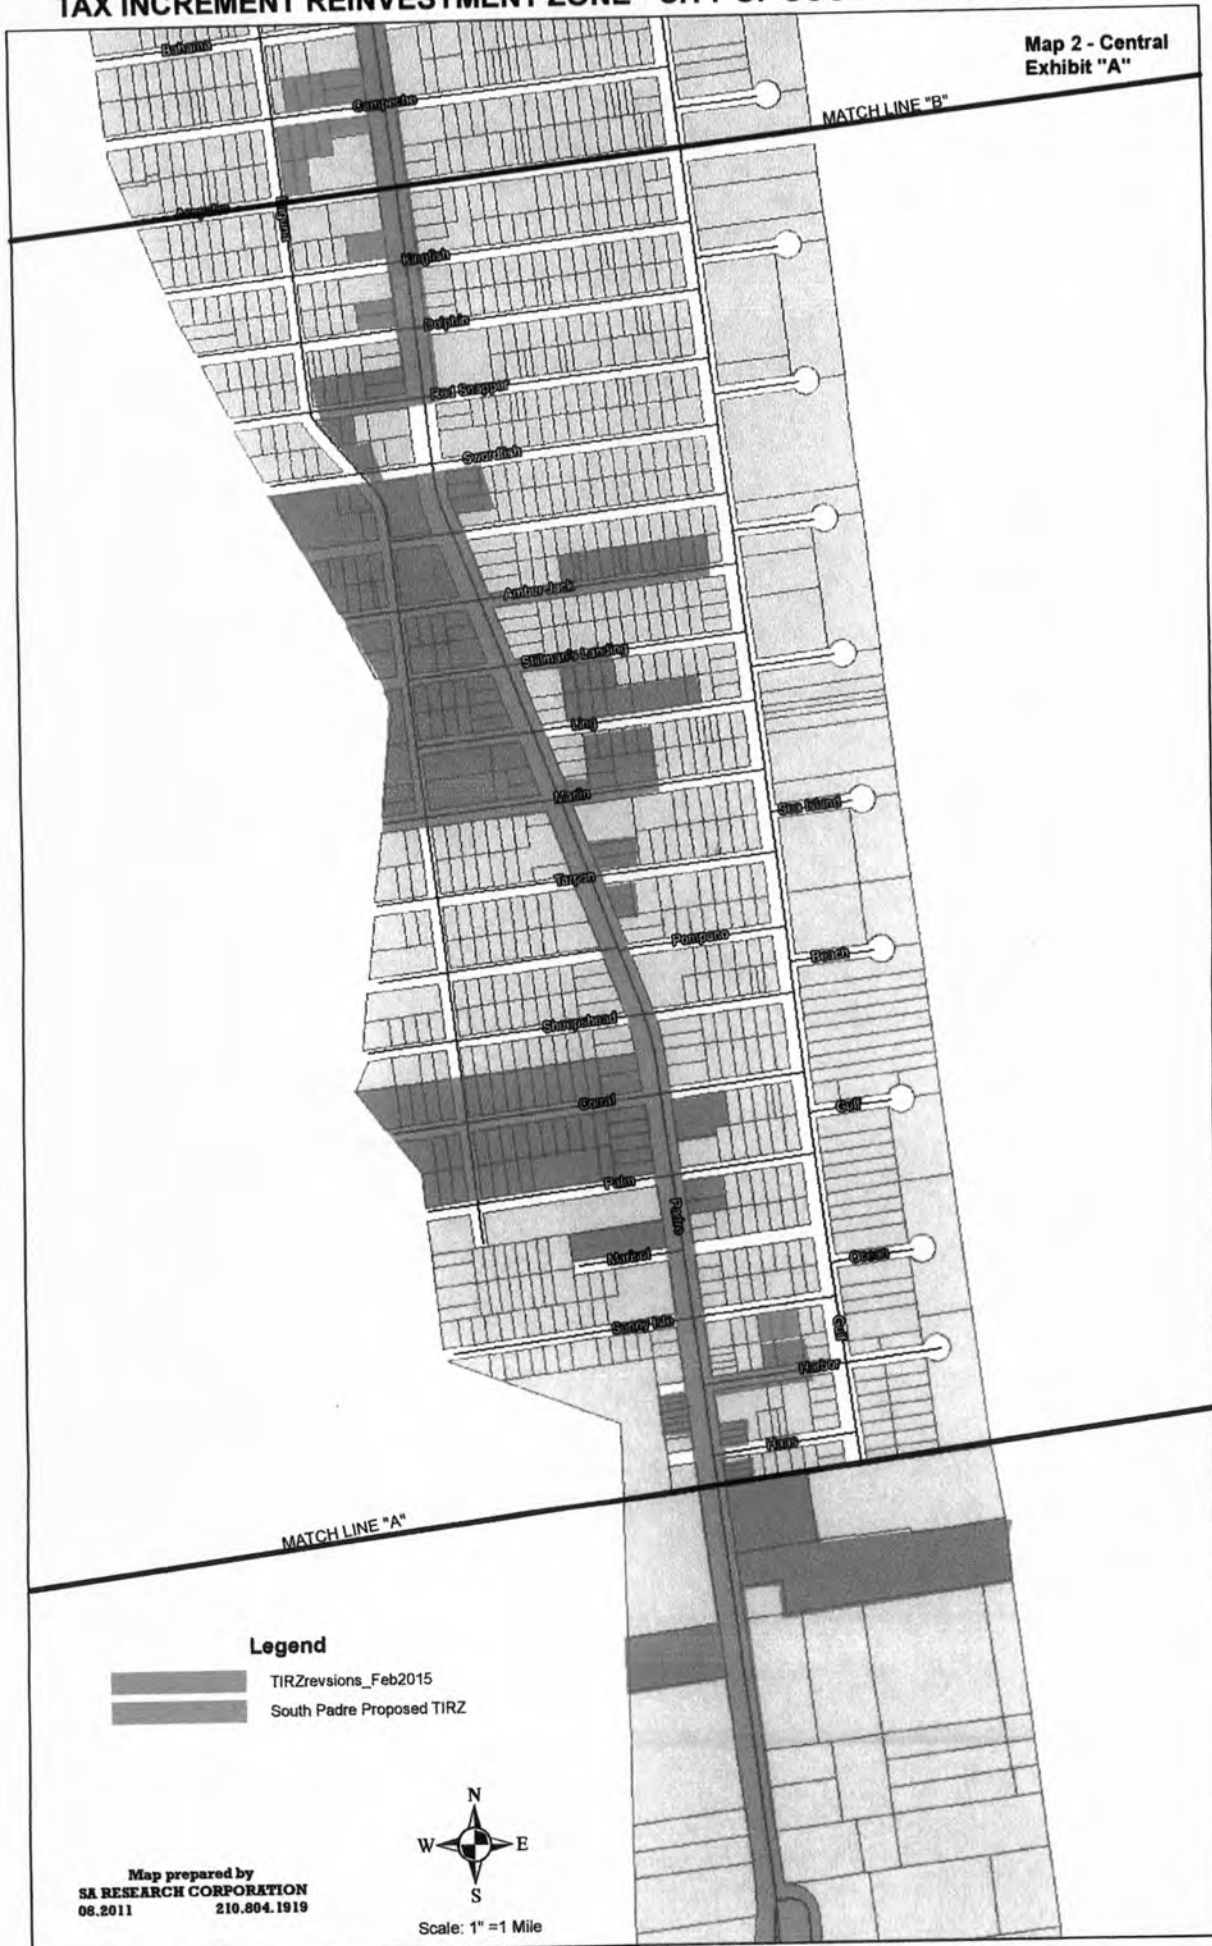 TAX INCREMENT REINVESTMENT ZONE - CITY OF
Map 2 - Central
Exhibit "A"
MATCH LINE "B"
Bahama
Campeche
Kingfish
Dolphin
Red Snapper
Swordfish
Amber Jack
Stillman's Landing
Ling
Marlin
Sea Island
Tarpon
Pompano
Beach
Sheepshead
Corral
Gulf
Palm
Padre
Marisol
Ocean
Sunny Isle
Gulf
Harbor
Haas
MATCH LINE "A"
Legend
TIRZrevsions_Feb2015
South Padre Proposed TIRZ
N
W E
S
Map prepared by
SA RESEARCH CORPORATION
08.2011 210.804.1919
Scale: 1" =1 Mile